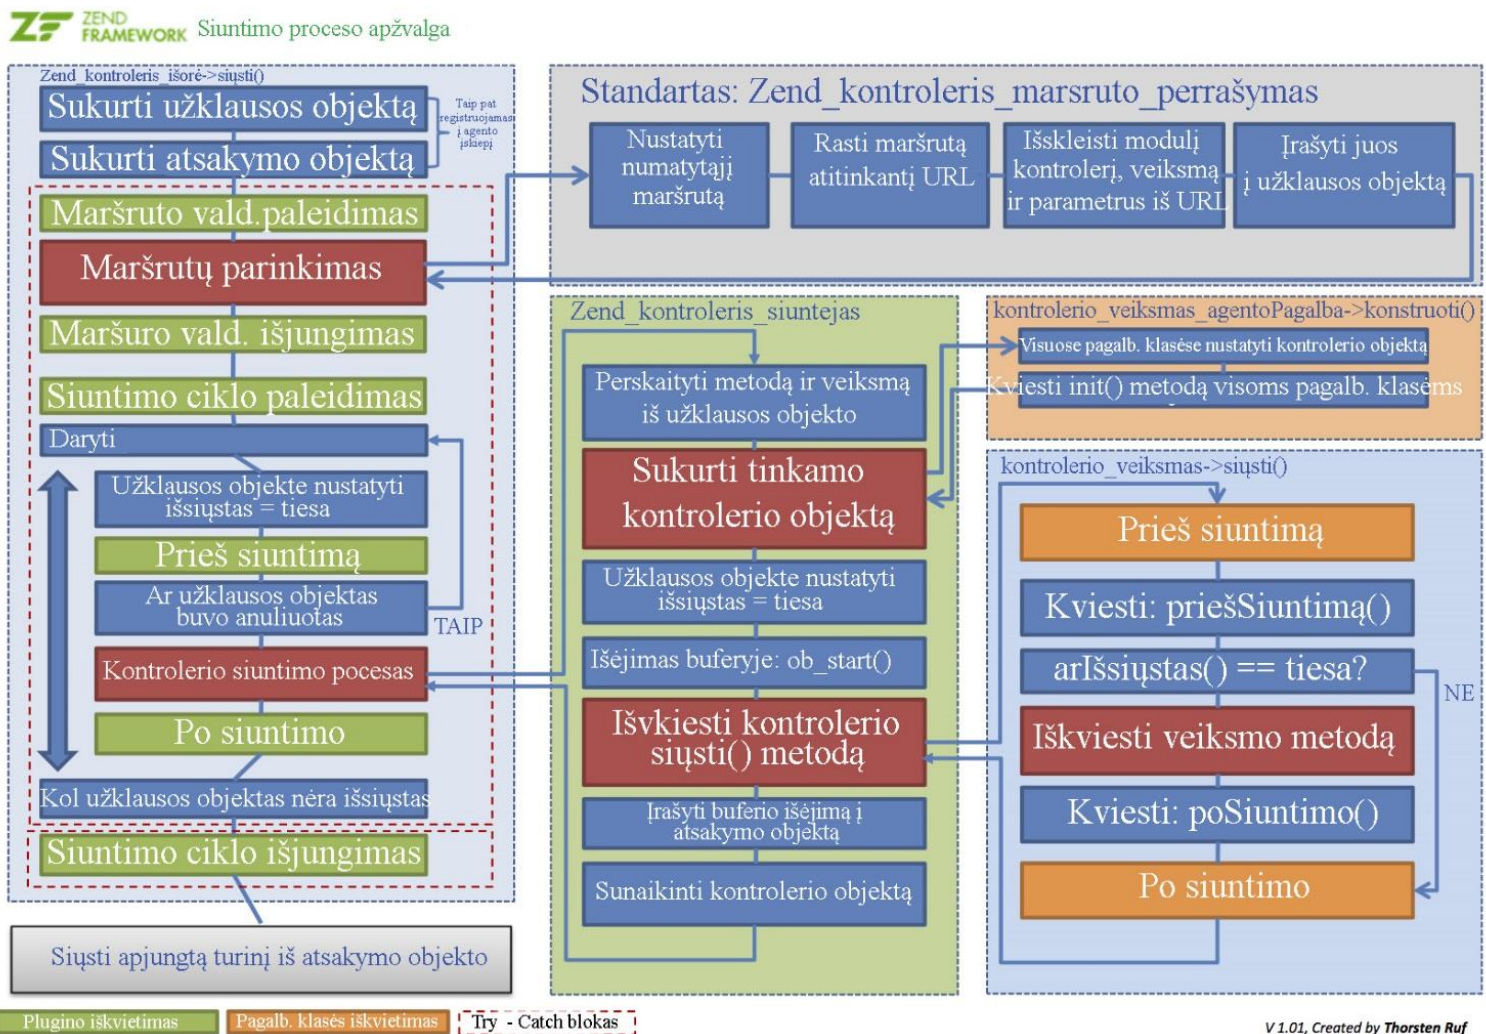 ZF ZEND
FRAMEWORK
Siuntimo proceso apžvalga
Zend_kontroleris_išorė->siųsti()
Sukurti užklausos objektą
Sukurti atsakymo objektą
Taip pat
registruojamas
į agento
įskiepį
Maršruto vald.paleidimas
Maršrutų parinkimas
Maršuro vald. išjungimas
Siuntimo ciklo paleidimas
Daryti
Užklausos objekte nustatyti
išsiųstas = tiesa
Prieš siuntimą
Ar užklausos objektas
buvo anuliuotas
TAIP
Kontrolerio siuntimo pocesas
Po siuntimo
Kol užklausos objektas nėra išsiųstas
Siuntimo ciklo išjungimas
Siųsti apjungtą turinį iš atsakymo objekto
Standartas: Zend_kontroleris_marsruto_perrašymas
Nustatyti
numatytąjį
maršrutą
Rasti maršrutą
atitinkantį URL
Išskleisti modulį
kontrolerį, veiksmą
ir parametrus iš URL
Įrašyti juos
į užklausos objektą
Zend_kontroleris_siuntejas
Perskaityti metodą ir veiksmą
iš užklausos objekto
Sukurti tinkamo
kontrolerio objektą
Užklausos objekte nustatyti
išsiųstas = tiesa
Išėjimas buferyje: ob_start()
Išvkiesti kontrolerio
siųsti() metodą
Įrašyti buferio išėjimą į
atsakymo objektą
Sunaikinti kontrolerio objektą
kontrolerio_veiksmas_agentoPagalba->konstruoti()
Visuose pagalb. klasėse nustatyti kontrolerio objektą
Kviesti init() metodą visoms pagalb. klasėms
kontrolerio_veiksmas->siųsti()
Prieš siuntimą
Kviesti: priešSiuntimą()
arIšsiųstas() == tiesa?
NE
Iškviesti veiksmo metodą
Kviesti: poSiuntimo()
Po siuntimo
Plugino iškvietimas
Pagalb. klasės iškvietimas
Try - Catch blokas
V 1.01, Created by Thorsten Ruf